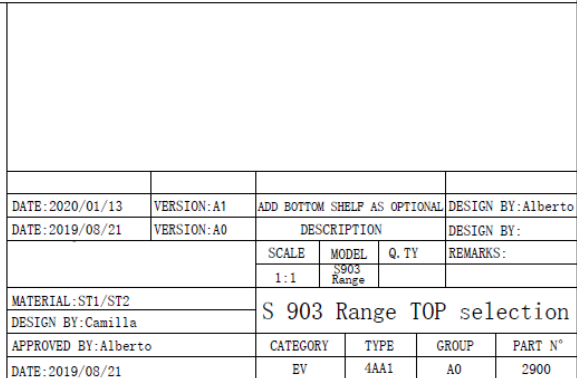 DATE:2020/01/13 VERSION:A1 ADD BOTTOM SHELF AS OPTIONAL DESIGN BY:Alberto
DATE:2019/08/21 VERSION:A0 DESCRIPTION DESIGN BY:
SCALE MODEL Q.TY REMARKS:
1:1 S903 Range
MATERIAL:ST1/ST2
S 903 Range TOP selection
DESIGN BY:Camilla
APPROVED BY:Alberto CATEGORY TYPE GROUP PART N°
DATE:2019/08/21 EV 4AA1 A0 2900